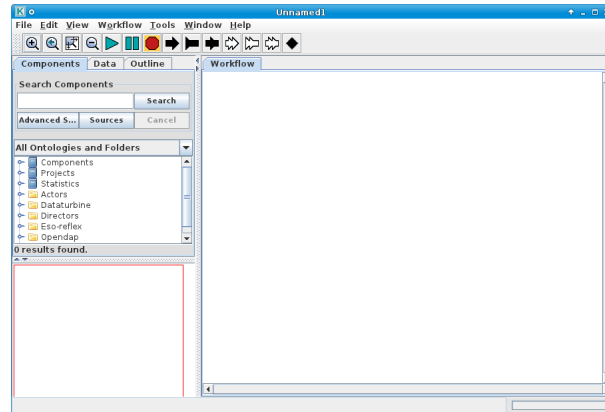 K Unnamed1
File Edit View Workflow Tools Window Help
Components Data Outline
Workflow
Search Components
Search
Advanced S... Sources Cancel
All Ontologies and Folders
Components
Projects
Statistics
Actors
Dataturbine
Directors
Eso-reflex
Opendap
0 results found.